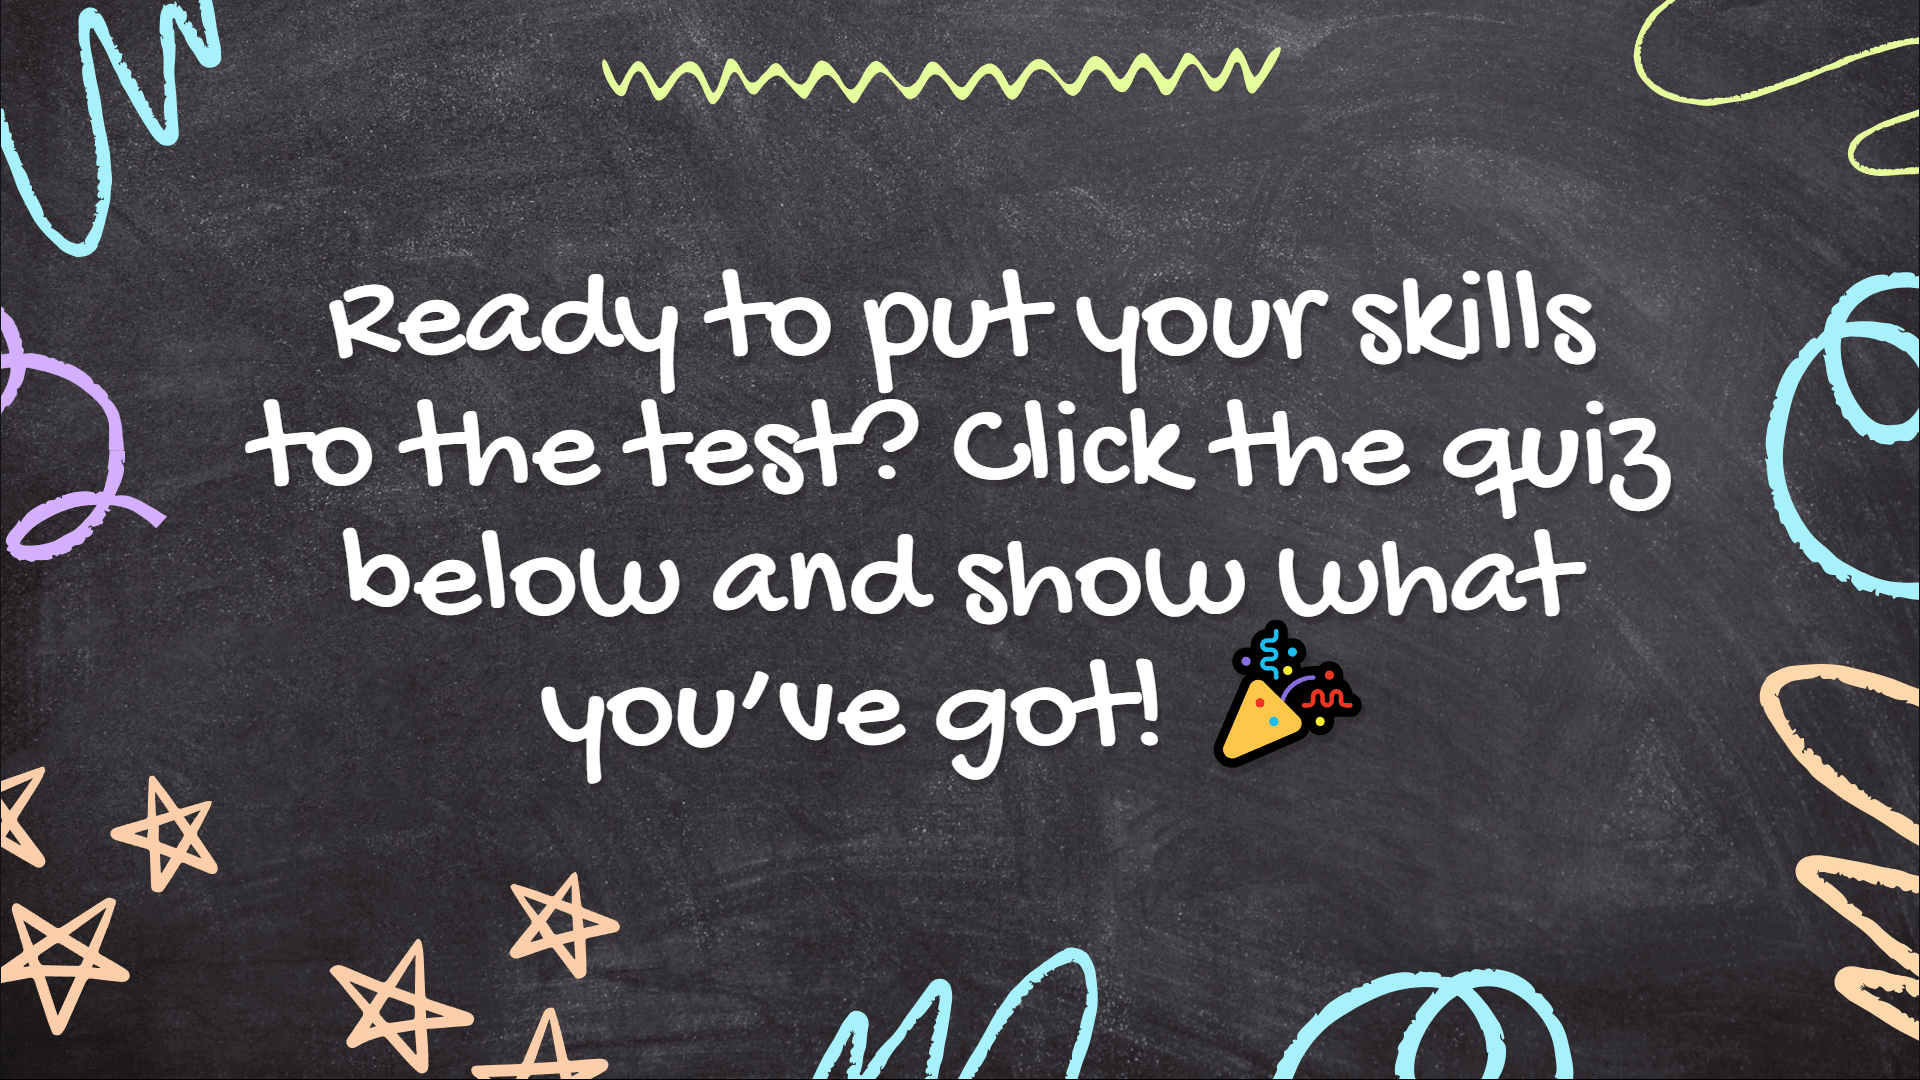 Ready to put your skills
to the test? Click the quiz
below and show what
you've got! 🎉